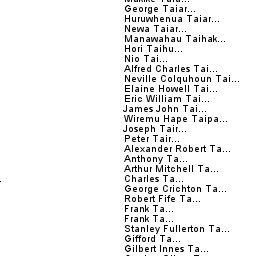 George Taiar...
Huruwhenua Taiar...
Newa Taiar...
Manawahau Taihak...
Hori Taihu...
Nio Tai...
Alfred Charles Tai...
Neville Colquhoun Tai...
Elaine Howell Tai...
Eric William Tai...
James John Tai...
Wiremu Hape Taipa...
Joseph Tair...
Peter Tair...
Alexander Robert Ta...
Anthony Ta...
Arthur Mitchell Ta...
Charles Ta...
George Crichton Ta...
Robert Fife Ta...
Frank Ta...
Frank Ta...
Stanley Fullerton Ta...
Gifford Ta...
Gilbert Innes Ta...